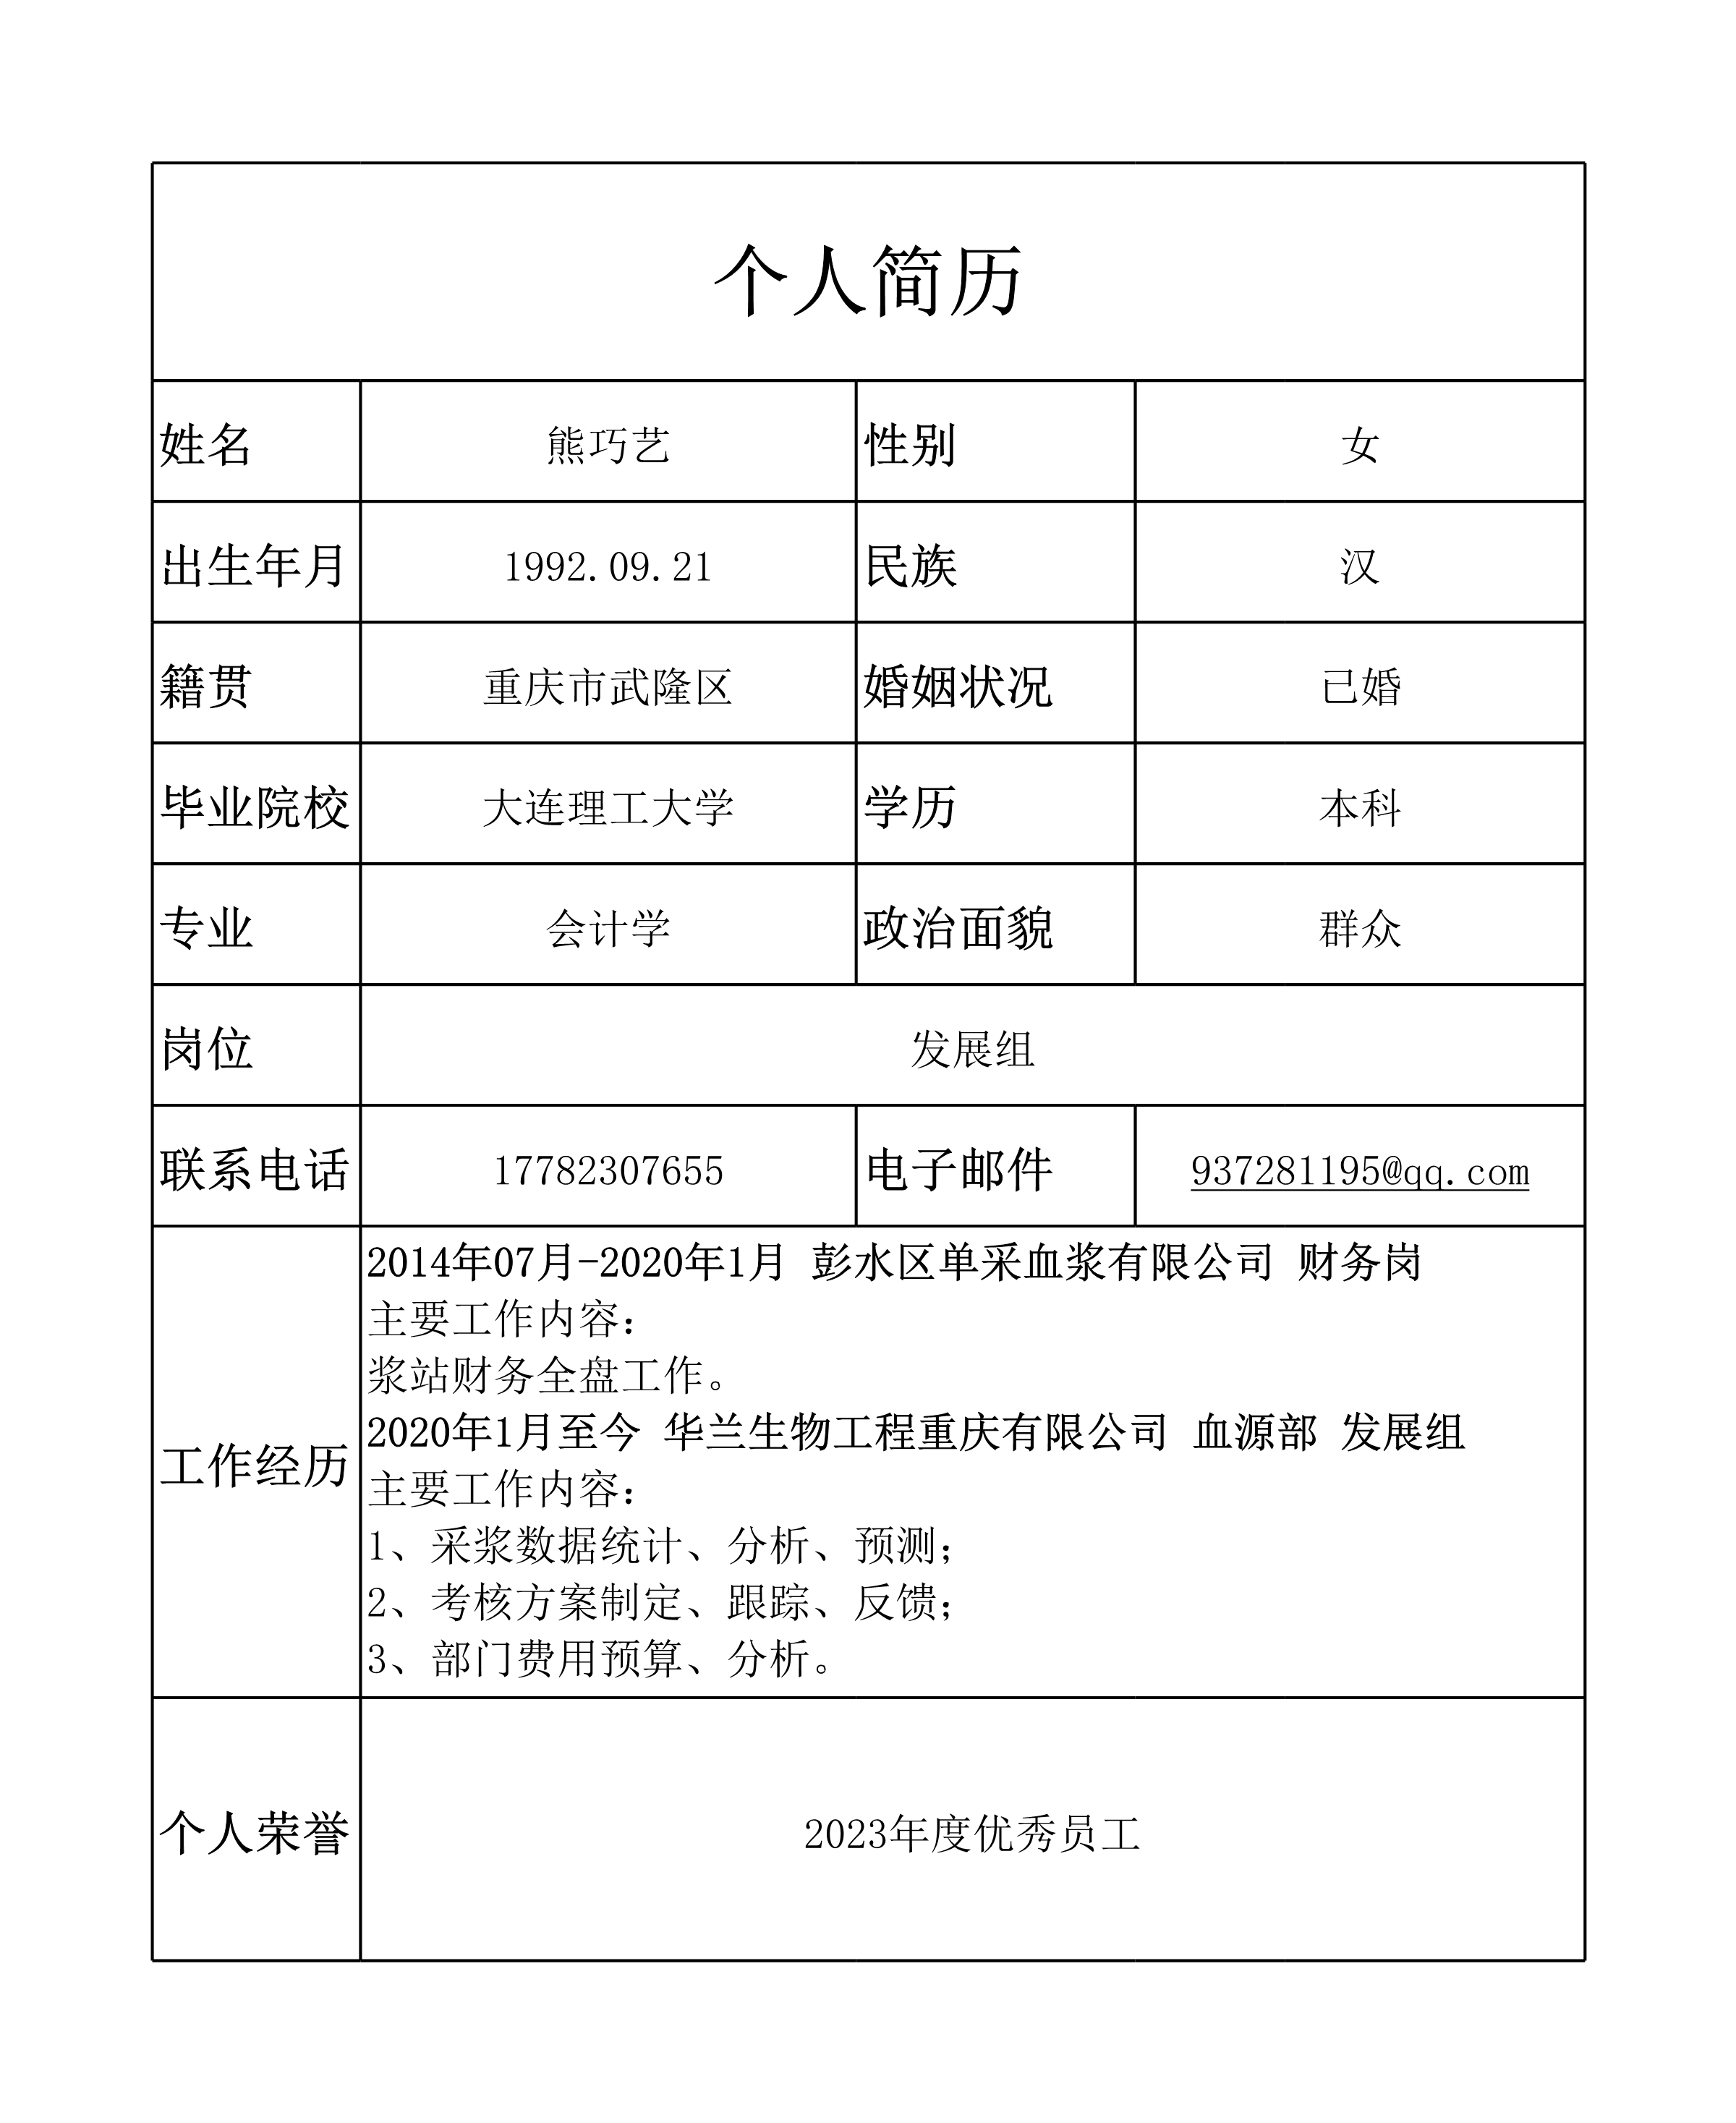 个人简历
姓名 熊巧艺 性别 女
出生年月 1992.09.21 民族 汉
籍贯 重庆市武隆区 婚姻状况 已婚
毕业院校 大连理工大学 学历 本科
专业 会计学 政治面貌 群众
岗位 发展组
联系电话 17782307655 电子邮件 937281195@qq.com
工作经历
2014年07月-2020年1月 彭水区单采血浆有限公司 财务岗
主要工作内容：
浆站财务全盘工作。
2020年1月至今 华兰生物工程重庆有限公司 血源部 发展组
主要工作内容：
1、采浆数据统计、分析、预测；
2、考核方案制定、跟踪、反馈；
3、部门费用预算、分析。
个人荣誉 2023年度优秀员工